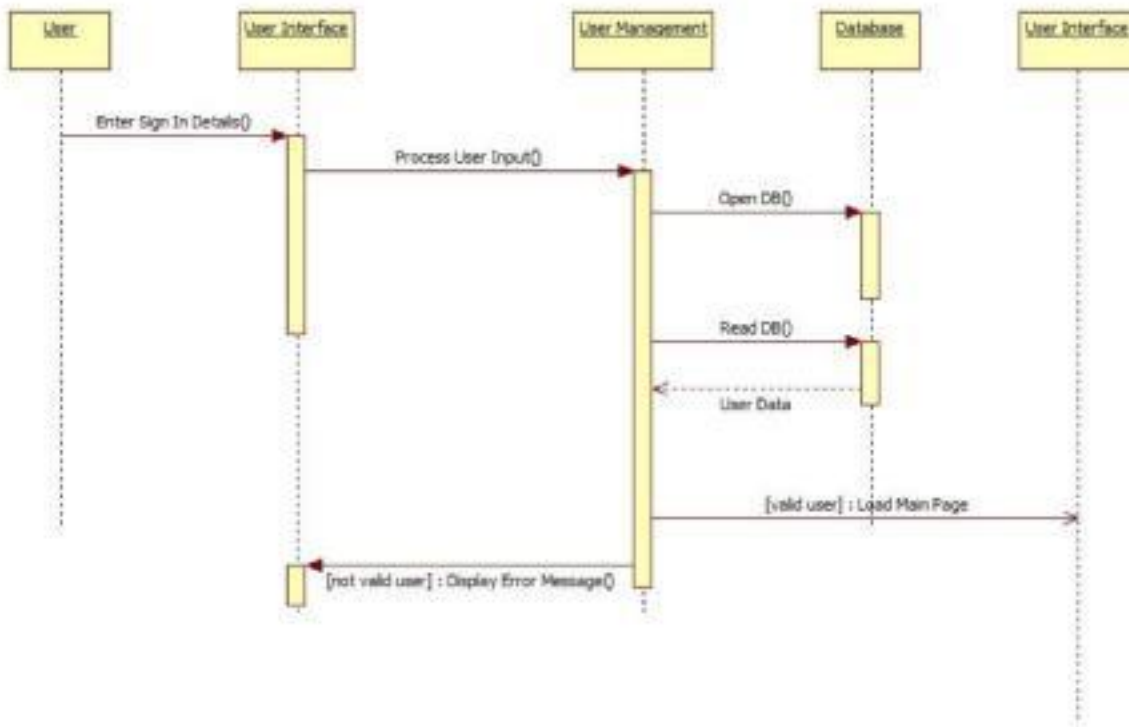 User
User Interface
User Management
Database
User Interface
Enter Sign In Details()
Process User Input()
Open DB()
Read DB()
User Data
[valid user] : Load Main Page
[not valid user] : Display Error Message()